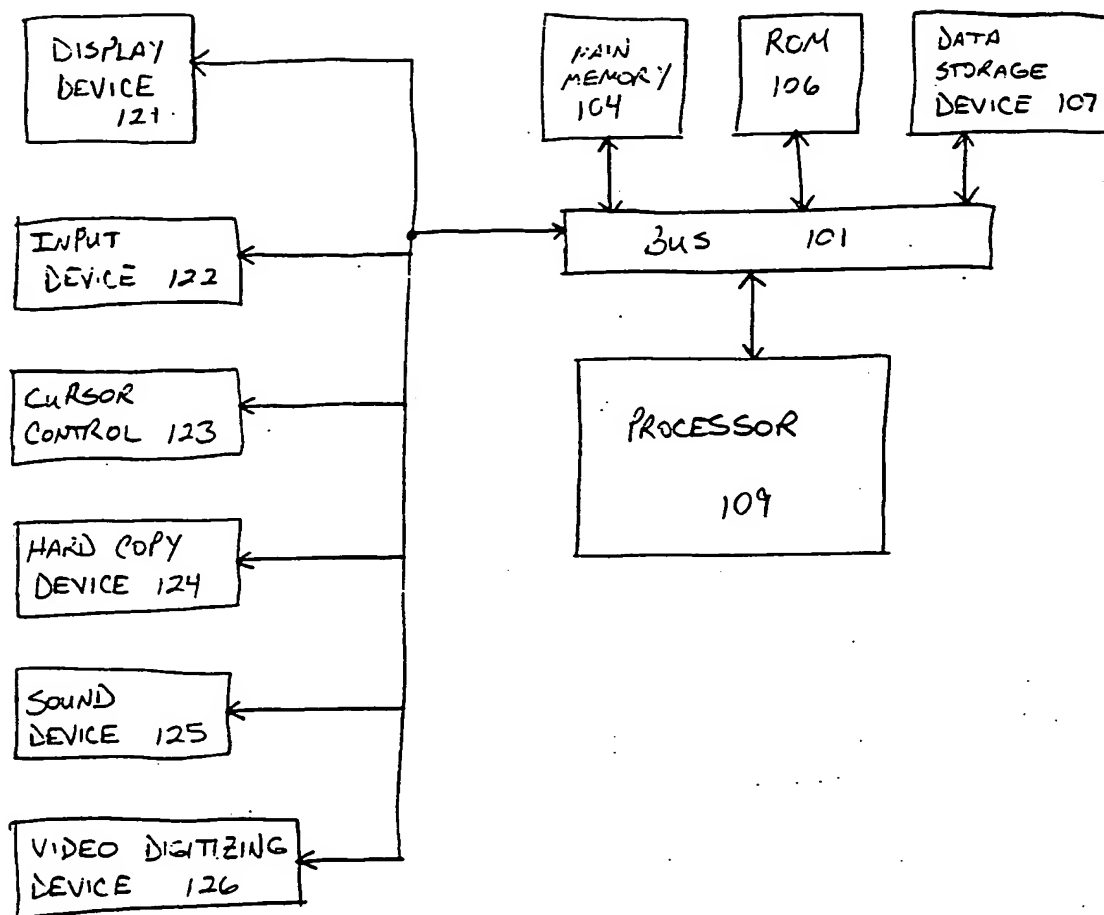 DISPLAY
DEVICE
121
MAIN
MEMORY
104
ROM
106
DATA
STORAGE
DEVICE 107
INPUT
DEVICE 122
BUS 101
CURSOR
CONTROL 123
PROCESSOR
109
HARD COPY
DEVICE 124
SOUND
DEVICE 125
VIDEO DIGITIZING
DEVICE 126